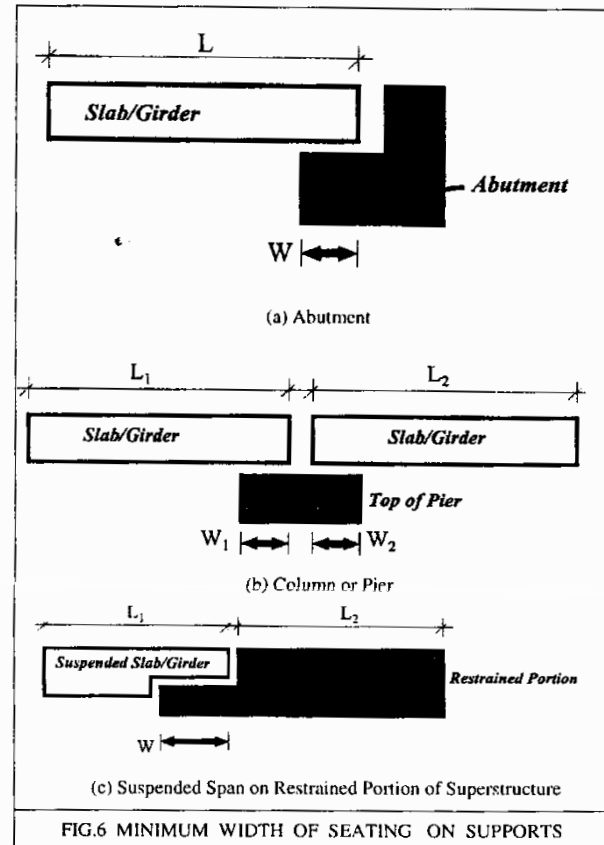 L
Slab/Girder
Abutment
W
(a) Abutment
L₁ L₂
Slab/Girder Slab/Girder
Top of Pier
W₁ W₂
(b) Column or Pier
L₁ L₂
Suspended Slab/Girder
Restrained Portion
W
(c) Suspended Span on Restrained Portion of Superstructure
FIG.6 MINIMUM WIDTH OF SEATING ON SUPPORTS